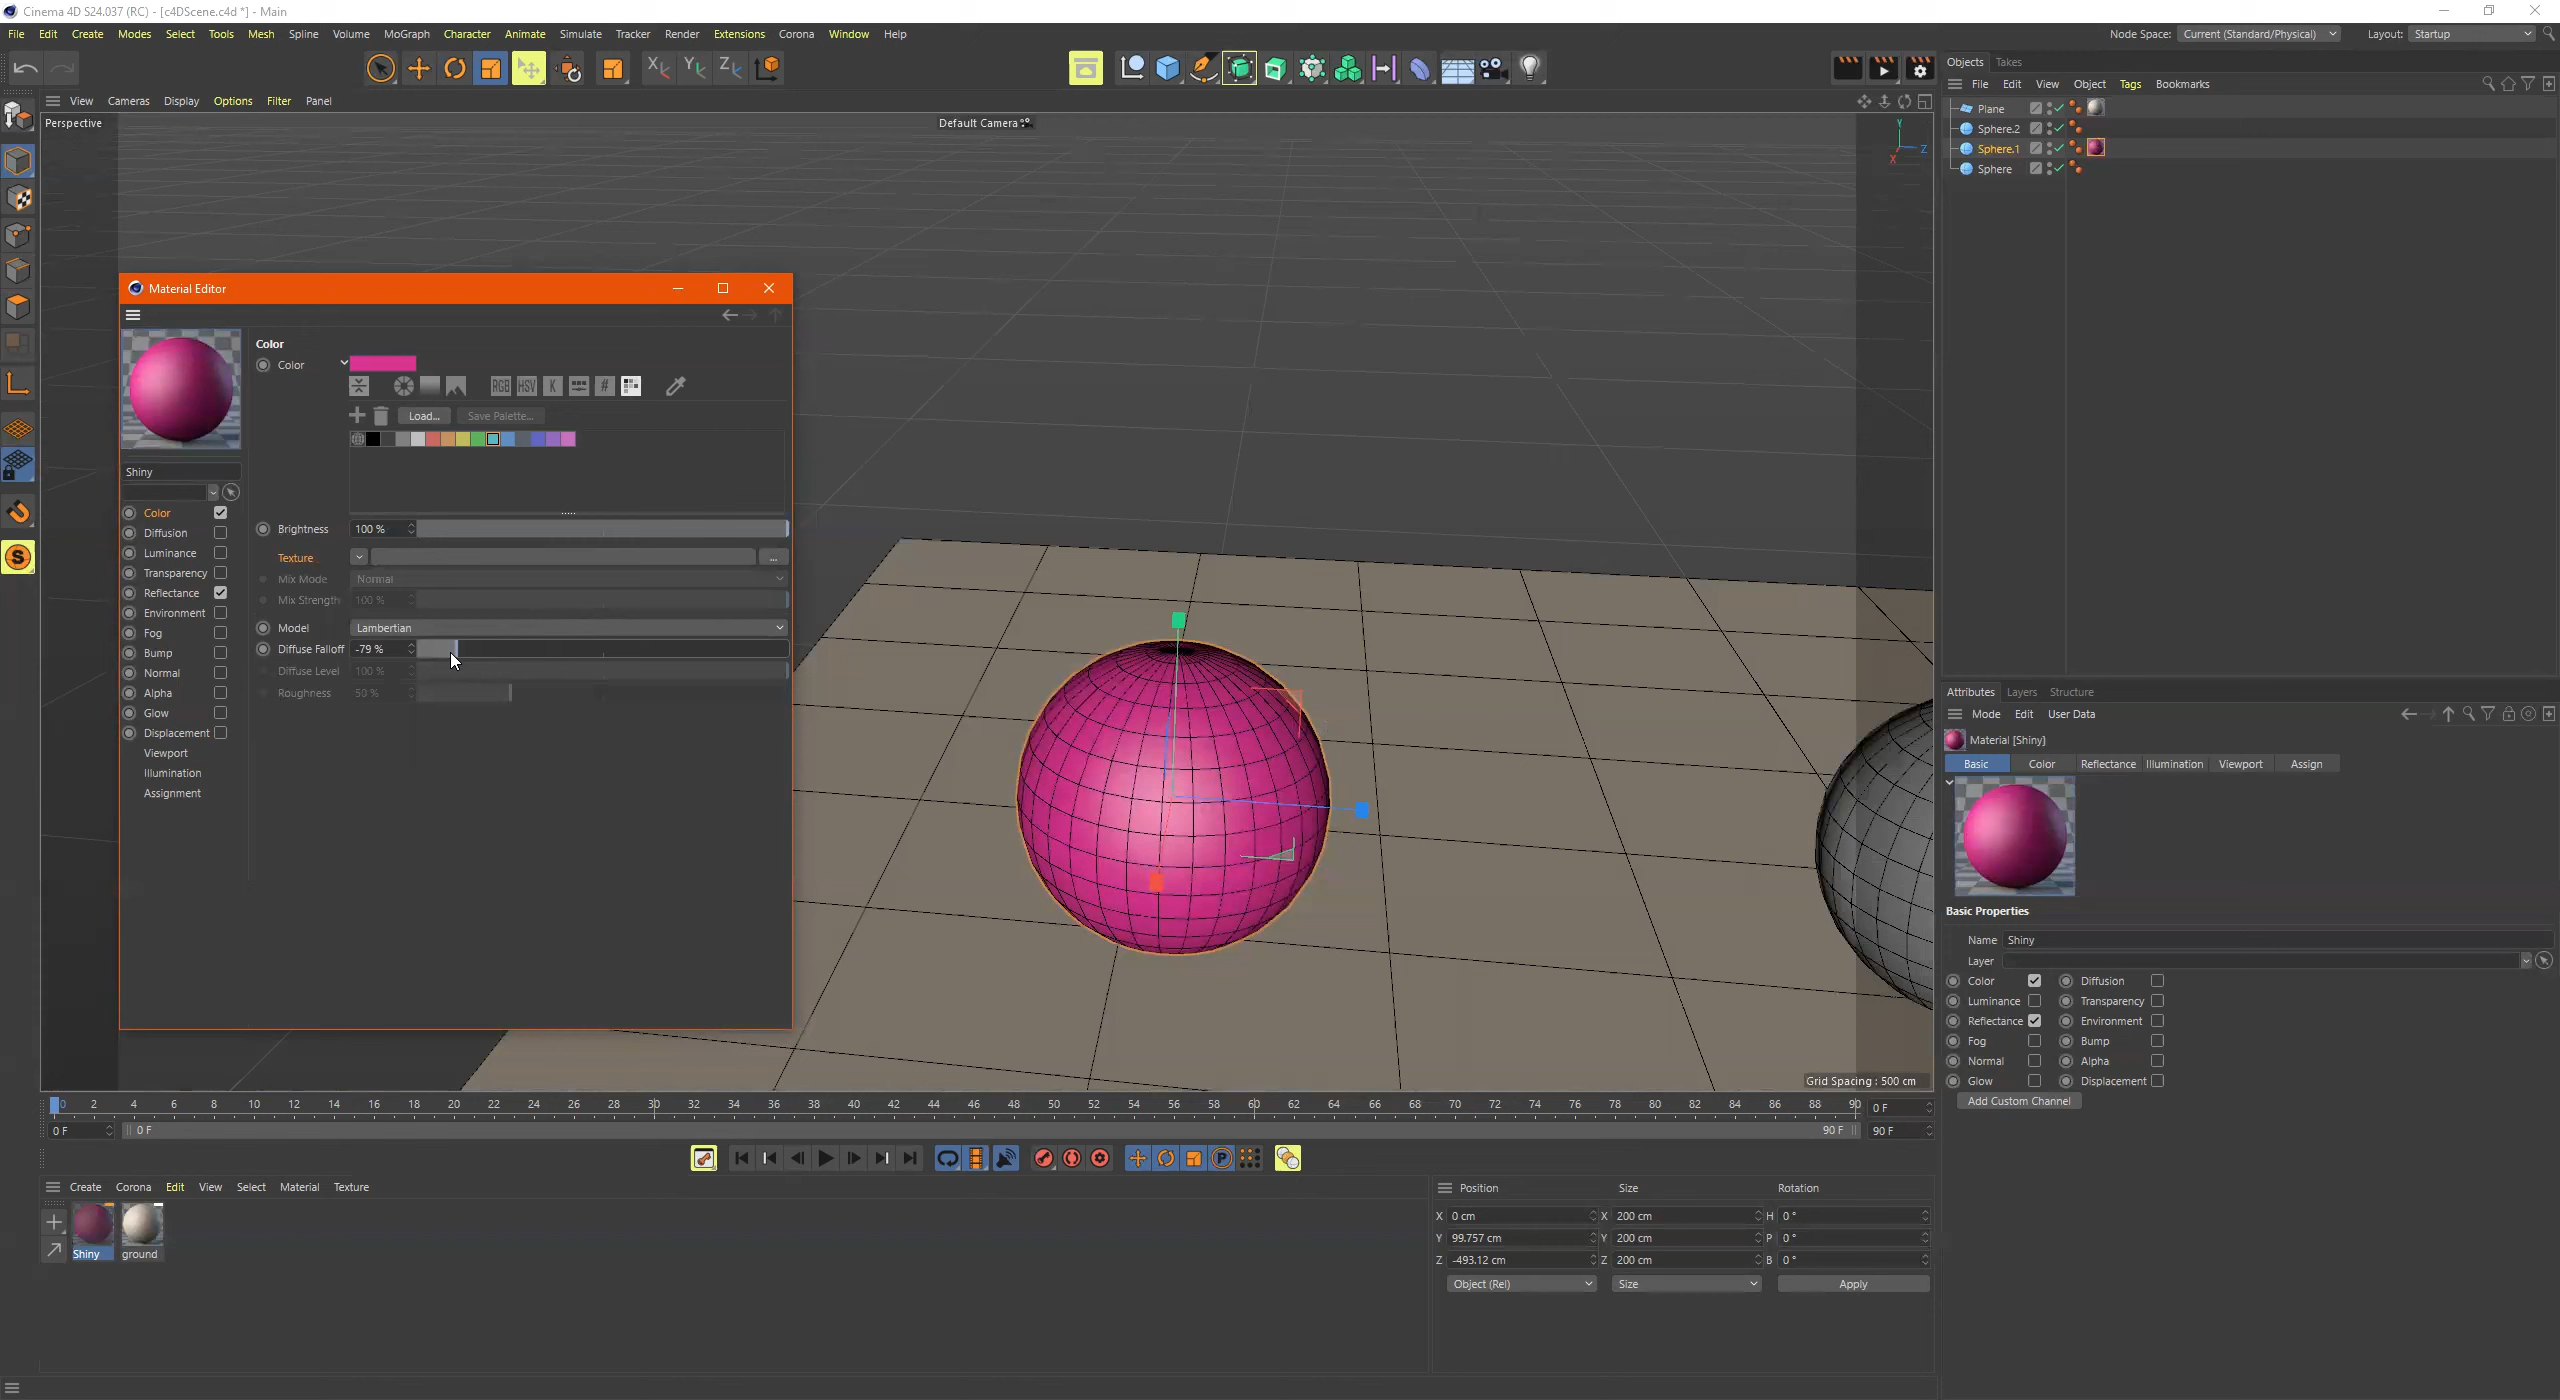 Cinema 4D S24.037 (RC) - [c4DScene.c4d *] - Main
File Edit Create Modes Select Tools Mesh Spline Volume MoGraph Character Animate Simulate Tracker Render Extensions Corona Window Help
Node Space: Current (Standard/Physical) Layout: Startup
View Cameras Display Options Filter Panel
Perspective
Default Camera
Objects Takes
File Edit View Object Tags Bookmarks
Plane
Sphere.2
Sphere.1
Sphere
Y
Z
X
Material Editor
Color
Color
RGB HSV K #
Load... Save Palette...
Shiny
Color
Diffusion
Luminance
Transparency
Reflectance
Environment
Fog
Bump
Normal
Alpha
Glow
Displacement
Viewport
Illumination
Assignment
Brightness 100 %
Texture ...
Mix Mode Normal
Mix Strength 100 %
Model Lambertian
Diffuse Falloff -79 %
Diffuse Level 100 %
Roughness 50 %
Grid Spacing : 500 cm
Attributes Layers Structure
Mode Edit User Data
Material [Shiny]
Basic Color Reflectance Illumination Viewport Assign
Basic Properties
Name Shiny
Layer
Color Diffusion
Luminance Transparency
Reflectance Environment
Fog Bump
Normal Alpha
Glow Displacement
Add Custom Channel
0 2 4 6 8 10 12 14 16 18 20 22 24 26 28 30 32 34 36 38 40 42 44 46 48 50 52 54 56 58 60 62 64 66 68 70 72 74 76 78 80 82 84 86 88 90 0 F
0 F 0 F 90 F 90 F
Create Corona Edit View Select Material Texture
Shiny ground
Position Size Rotation
X 0 cm X 200 cm H 0 °
Y 99.757 cm Y 200 cm P 0 °
Z -493.12 cm Z 200 cm B 0 °
Object (Rel) Size Apply